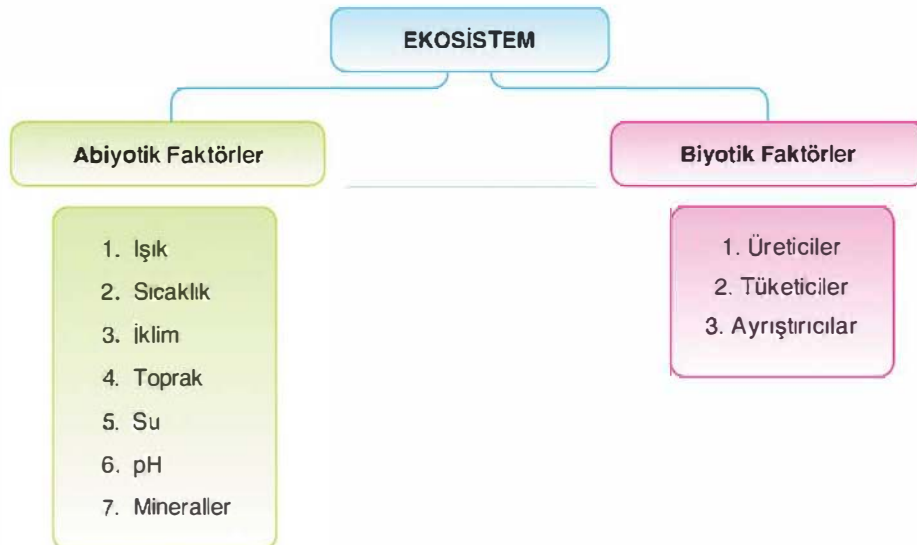 EKOSİSTEM
Abiyotik Faktörler
Biyotik Faktörler
1. Işık
2. Sıcaklık
3. İklim
4. Toprak
5. Su
6. pH
7. Mineraller
1. Üreticiler
2. Tüketiciler
3. Ayrıştırıcılar